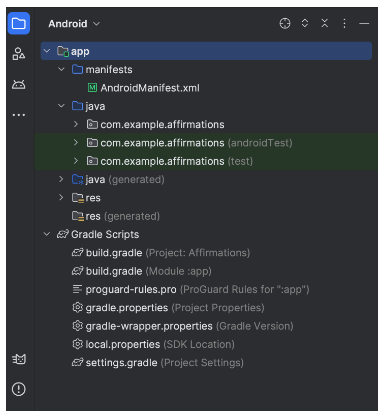 Android
app
manifests
AndroidManifest.xml
java
com.example.affirmations
com.example.affirmations (androidTest)
com.example.affirmations (test)
java (generated)
res
res (generated)
Gradle Scripts
build.gradle (Project: Affirmations)
build.gradle (Module :app)
proguard-rules.pro (ProGuard Rules for ":app")
gradle.properties (Project Properties)
gradle-wrapper.properties (Gradle Version)
local.properties (SDK Location)
settings.gradle (Project Settings)